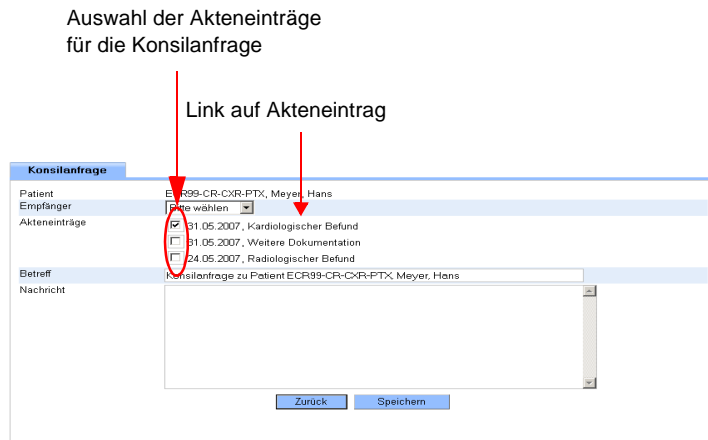 Auswahl der Akteneinträge
für die Konsilanfrage
Link auf Akteneintrag
Konsilanfrage
Patient ECR99-CR-CXR-PTX, Meyer, Hans
Empfänger Bitte wählen
Akteneinträge 31.05.2007, Kardiologischer Befund
31.05.2007, Weitere Dokumentation
24.05.2007, Radiologischer Befund
Betreff Konsilanfrage zu Patient ECR99-CR-CXR-PTX, Meyer, Hans
Nachricht
Zurück Speichern